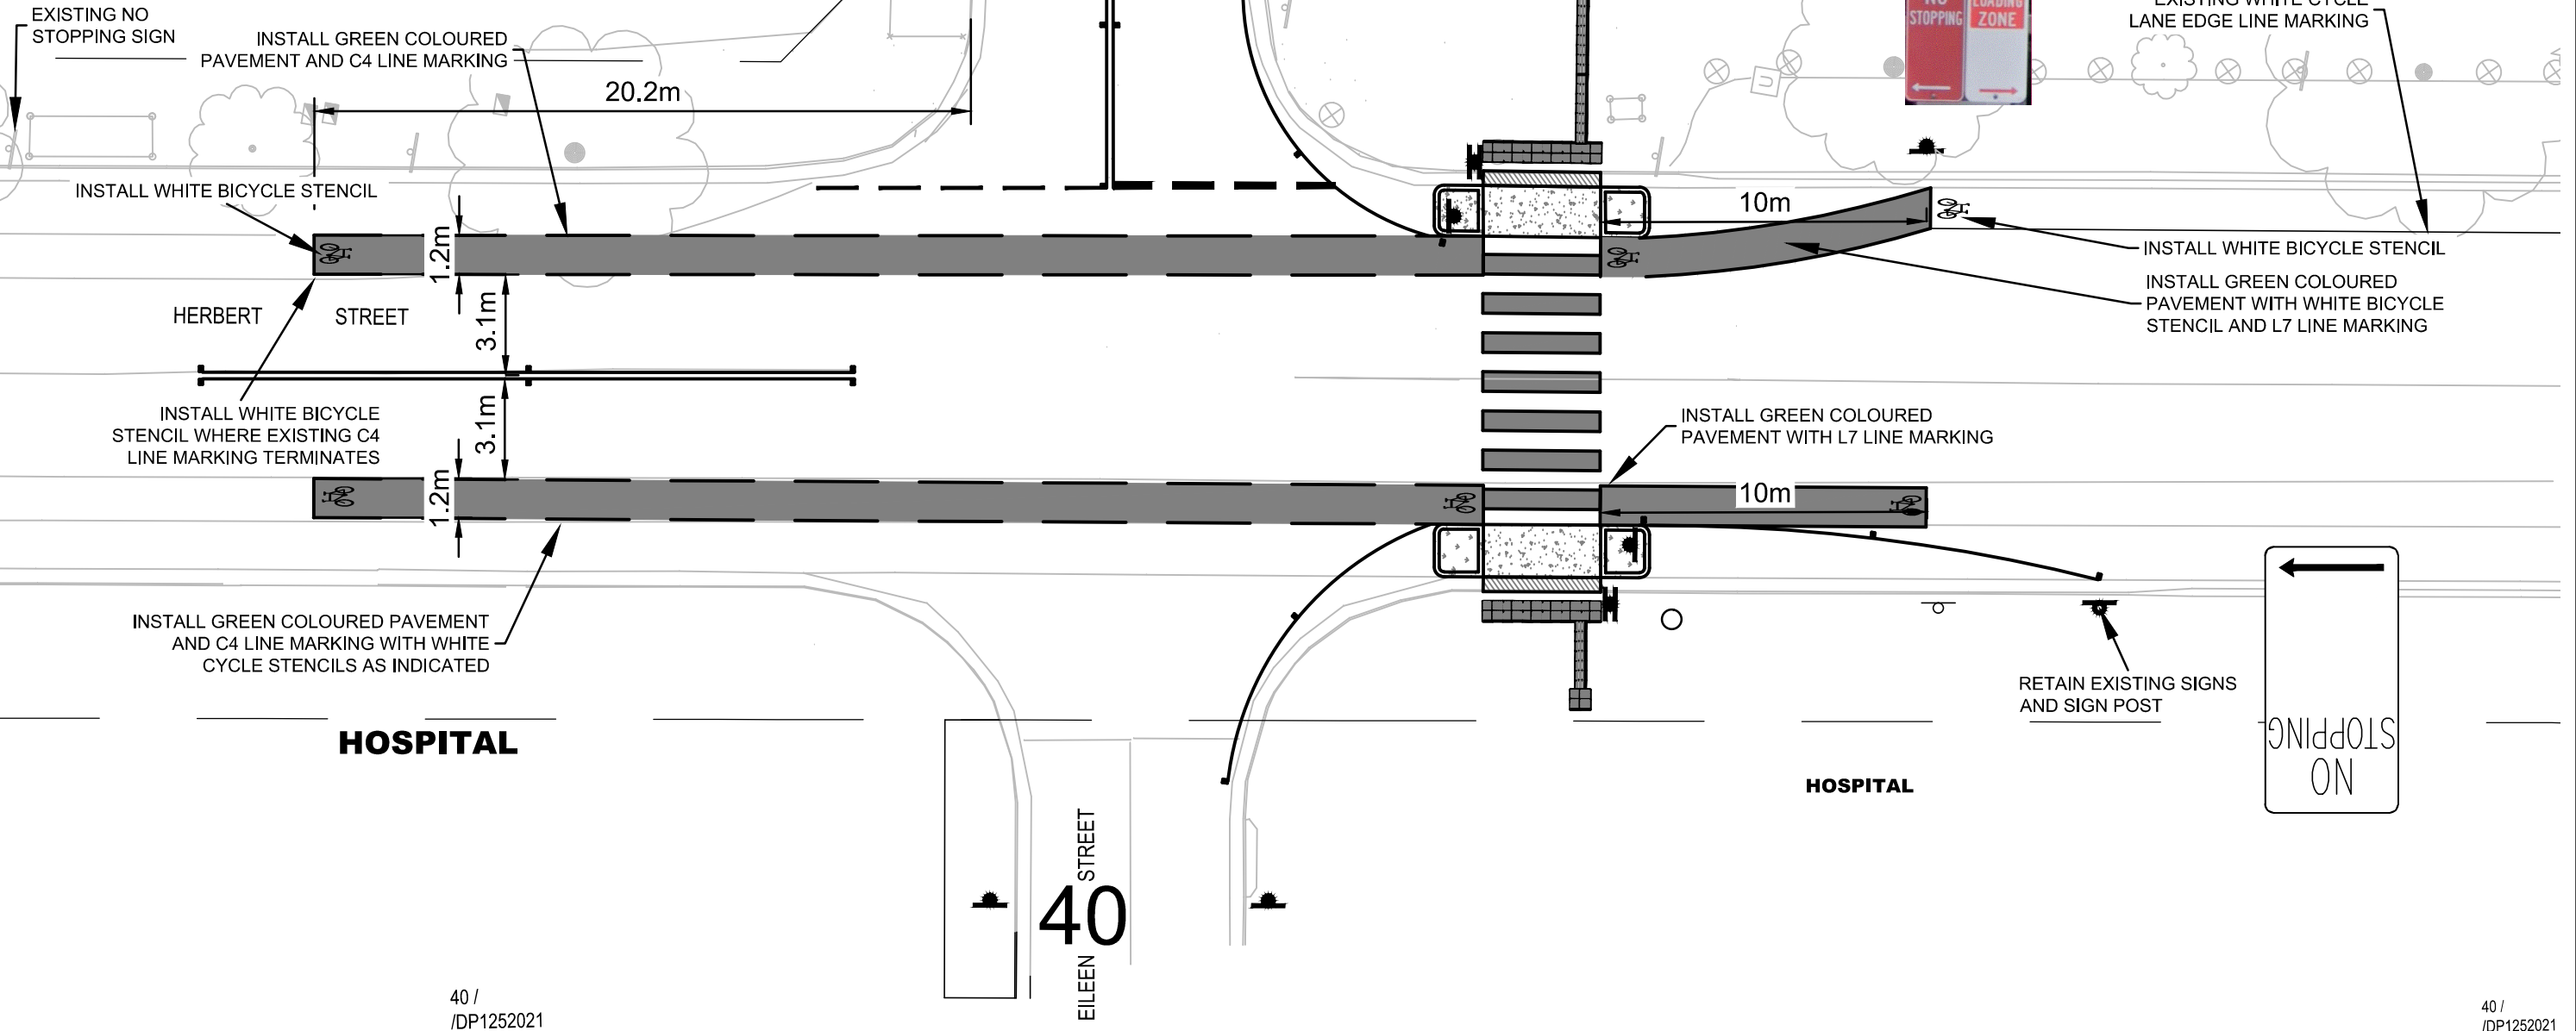 EXISTING NO
STOPPING SIGN
INSTALL GREEN COLOURED
PAVEMENT AND C4 LINE MARKING
20.2m
NO
STOPPING
LOADING
ZONE
EXISTING WHITE CYCLE
LANE EDGE LINE MARKING
INSTALL WHITE BICYCLE STENCIL
1.2m
10m
INSTALL WHITE BICYCLE STENCIL
INSTALL GREEN COLOURED
PAVEMENT WITH WHITE BICYCLE
STENCIL AND L7 LINE MARKING
HERBERT STREET
3.1m
INSTALL WHITE BICYCLE
STENCIL WHERE EXISTING C4
LINE MARKING TERMINATES
3.1m
INSTALL GREEN COLOURED
PAVEMENT WITH L7 LINE MARKING
1.2m
10m
INSTALL GREEN COLOURED PAVEMENT
AND C4 LINE MARKING WITH WHITE
CYCLE STENCILS AS INDICATED
RETAIN EXISTING SIGNS
AND SIGN POST
NO
STOPPING
HOSPITAL
HOSPITAL
EILEEN STREET
40
40 /
/DP1252021
40 /
/DP1252021